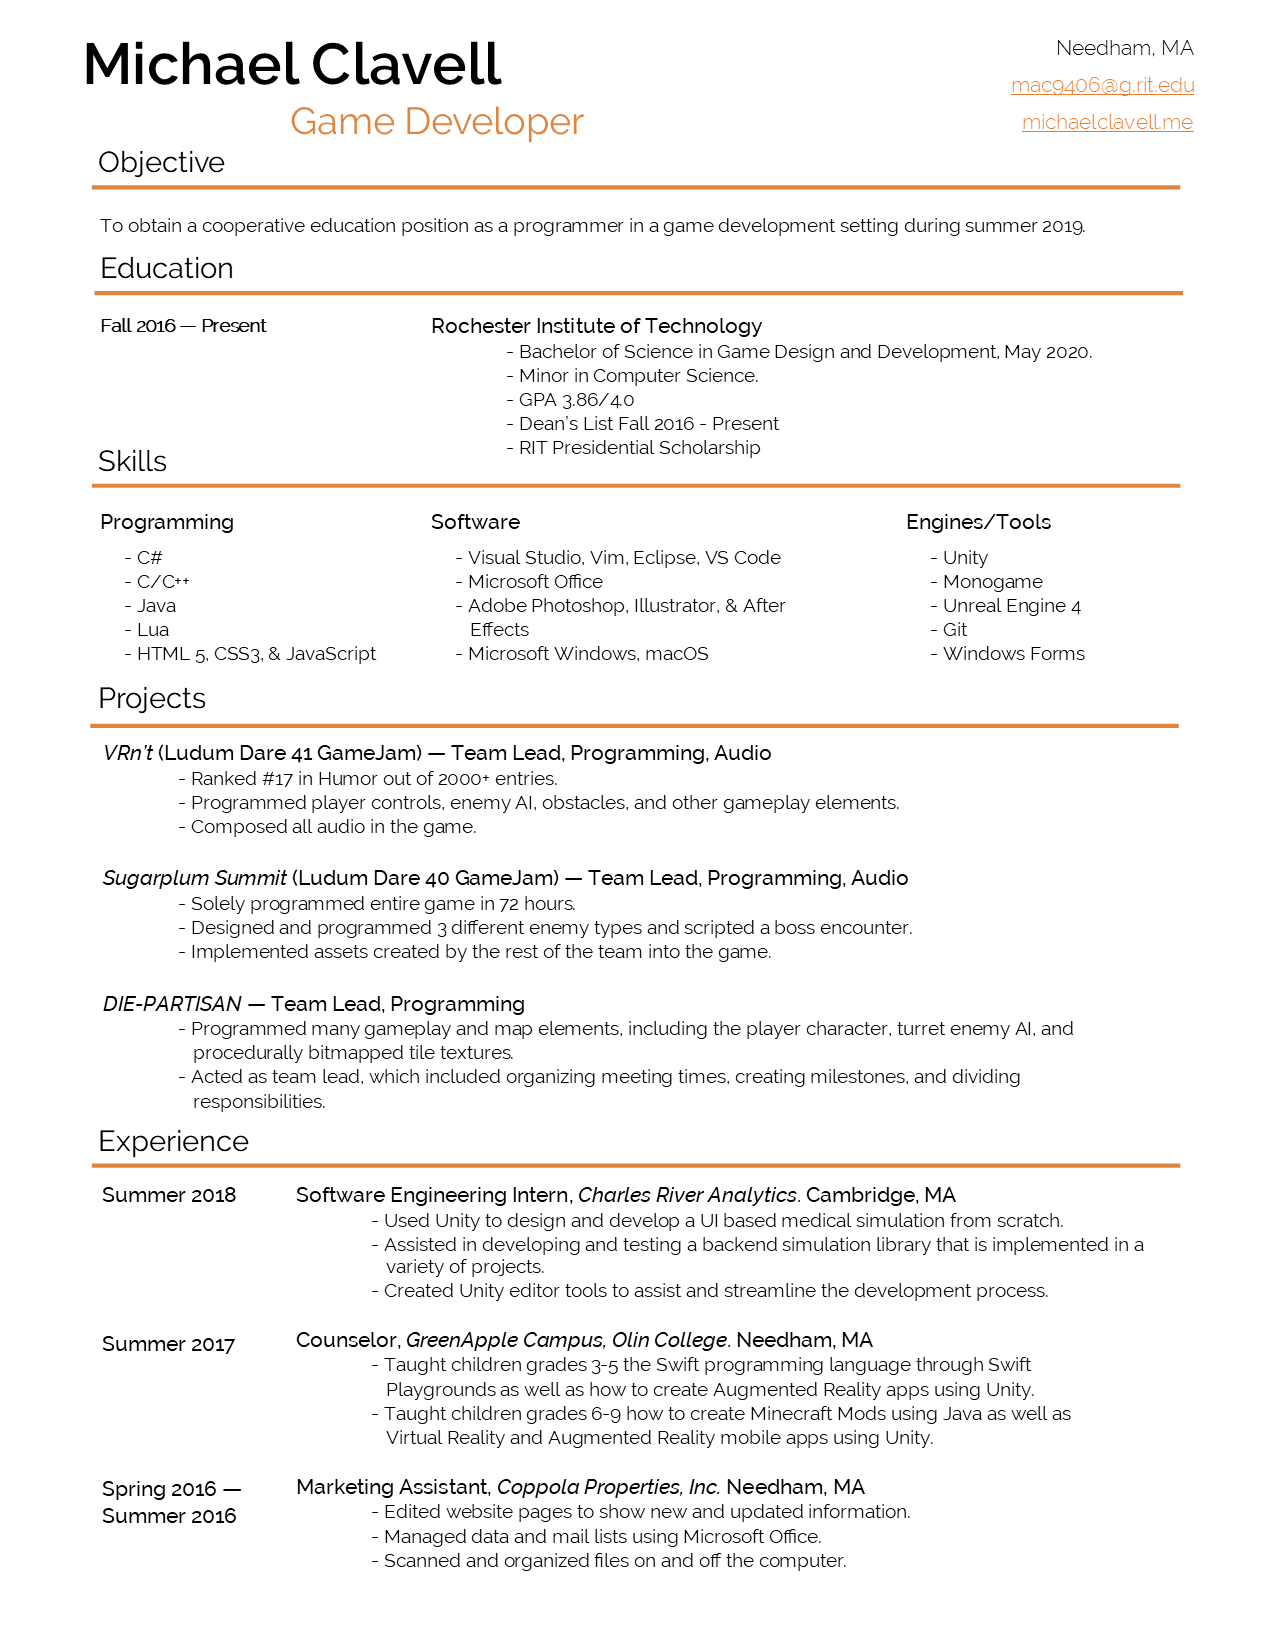 Michael Clavell
Game Developer
Needham, MA
mac9406@g.rit.edu
michaelclavell.me
Objective
To obtain a cooperative education position as a programmer in a game development setting during summer 2019.
Education
Fall 2016 — Present
Rochester Institute of Technology
- Bachelor of Science in Game Design and Development, May 2020.
- Minor in Computer Science.
- GPA 3.86/4.0
- Dean's List Fall 2016 - Present
- RIT Presidential Scholarship
Skills
Programming
- C#
- C/C++
- Java
- Lua
- HTML 5, CSS3, & JavaScript
Software
- Visual Studio, Vim, Eclipse, VS Code
- Microsoft Office
- Adobe Photoshop, Illustrator, & After
Effects
- Microsoft Windows, macOS
Engines/Tools
- Unity
- Monogame
- Unreal Engine 4
- Git
- Windows Forms
Projects
VRn't (Ludum Dare 41 GameJam) — Team Lead, Programming, Audio
- Ranked #17 in Humor out of 2000+ entries.
- Programmed player controls, enemy AI, obstacles, and other gameplay elements.
- Composed all audio in the game.
Sugarplum Summit (Ludum Dare 40 GameJam) — Team Lead, Programming, Audio
- Solely programmed entire game in 72 hours.
- Designed and programmed 3 different enemy types and scripted a boss encounter.
- Implemented assets created by the rest of the team into the game.
DIE-PARTISAN — Team Lead, Programming
- Programmed many gameplay and map elements, including the player character, turret enemy AI, and
procedurally bitmapped tile textures.
- Acted as team lead, which included organizing meeting times, creating milestones, and dividing
responsibilities.
Experience
Summer 2018
Software Engineering Intern, Charles River Analytics. Cambridge, MA
- Used Unity to design and develop a UI based medical simulation from scratch.
- Assisted in developing and testing a backend simulation library that is implemented in a
variety of projects.
- Created Unity editor tools to assist and streamline the development process.
Summer 2017
Counselor, GreenApple Campus, Olin College. Needham, MA
- Taught children grades 3-5 the Swift programming language through Swift
Playgrounds as well as how to create Augmented Reality apps using Unity.
- Taught children grades 6-9 how to create Minecraft Mods using Java as well as
Virtual Reality and Augmented Reality mobile apps using Unity.
Spring 2016 —
Summer 2016
Marketing Assistant, Coppola Properties, Inc. Needham, MA
- Edited website pages to show new and updated information.
- Managed data and mail lists using Microsoft Office.
- Scanned and organized files on and off the computer.